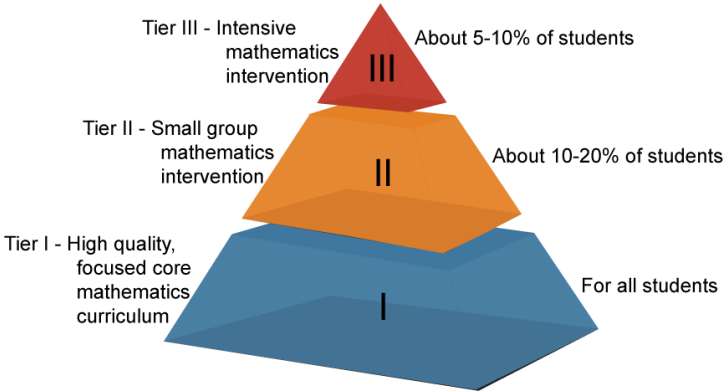 Tier III - Intensive
mathematics
intervention
III
About 5-10% of students
Tier II - Small group
mathematics
intervention
II
About 10-20% of students
Tier I - High quality,
focused core
mathematics
curriculum
I
For all students